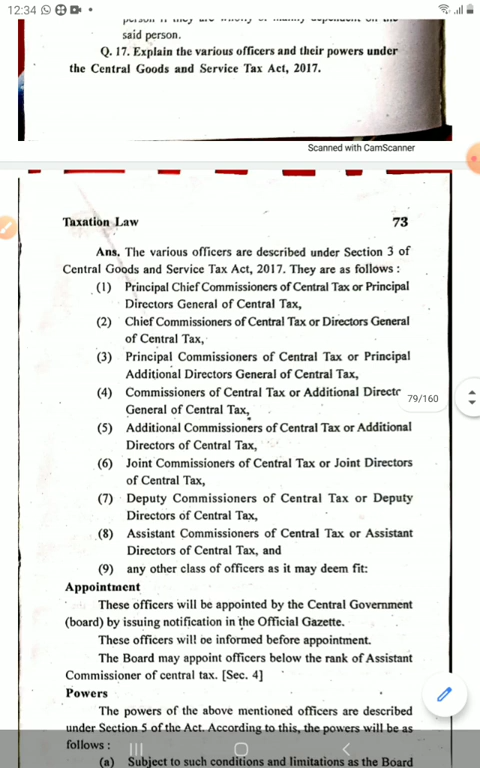 12:34
said person.
Q. 17. Explain the various officers and their powers under
the Central Goods and Service Tax Act, 2017.
Scanned with CamScanner
Taxation Law 73
Ans. The various officers are described under Section 3 of
Central Goods and Service Tax Act, 2017. They are as follows :
(1) Principal Chief Commissioners of Central Tax or Principal
Directors General of Central Tax,
(2) Chief Commissioners of Central Tax or Directors General
of Central Tax,
(3) Principal Commissioners of Central Tax or Principal
Additional Directors General of Central Tax,
(4) Commissioners of Central Tax or Additional Directo
79/160
General of Central Tax,
(5) Additional Commissioners of Central Tax or Additional
Directors of Central Tax,
(6) Joint Commissioners of Central Tax or Joint Directors
of Central Tax,
(7) Deputy Commissioners of Central Tax or Deputy
Directors of Central Tax,
(8) Assistant Commissioners of Central Tax or Assistant
Directors of Central Tax, and
(9) any other class of officers as it may deem fit:
Appointment
These officers will be appointed by the Central Government
(board) by issuing notification in the Official Gazette.
These officers will be informed before appointment.
The Board may appoint officers below the rank of Assistant
Commissioner of central tax. [Sec. 4]
Powers
The powers of the above mentioned officers are described
under Section 5 of the Act. According to this, the powers will be as
follows :
(a) Subject to such conditions and limitations as the Board